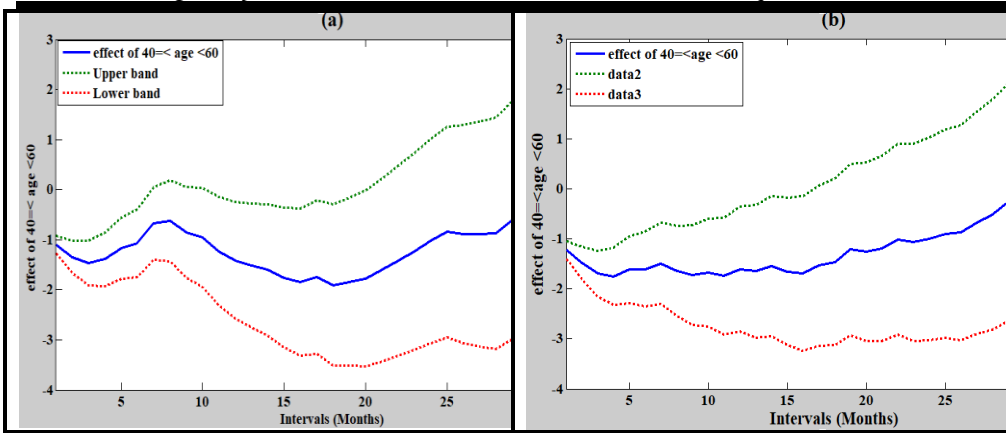 (a)
effect of 40=< age <60
Upper band
Lower band
effect of 40=< age <60
3
2
1
0
-1
-2
-3
-4
5
10
15
20
25
Intervals (Months)
(b)
effect of 40=<age <60
data2
data3
effect of 40=<age <60
3
2
1
0
-1
-2
-3
-4
5
10
15
20
25
Intervals (Months)